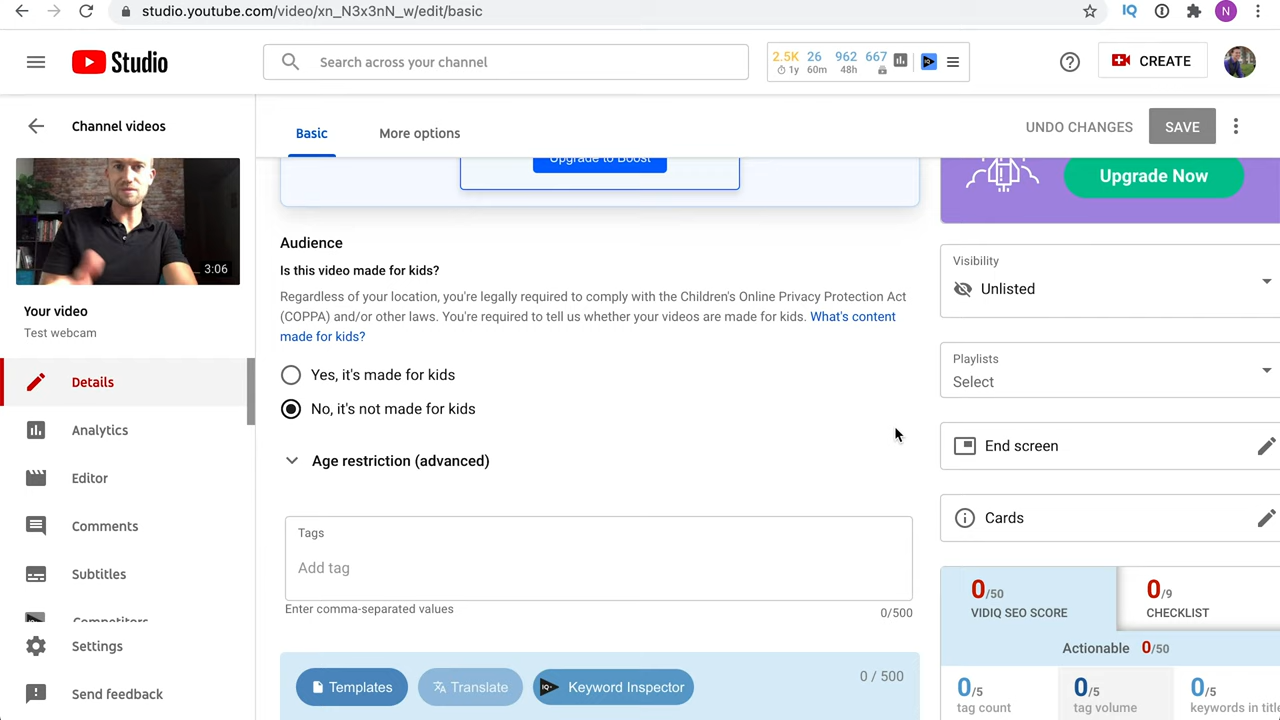 studio.youtube.com/video/xn_N3x3nN_w/edit/basic
IQ
N
Studio
Search across your channel
2.5K 26 962 667
1y 60m 48h
CREATE
Channel videos
Basic
More options
UNDO CHANGES
SAVE
Upgrade to Boost
Upgrade Now
3:06
Your video
Test webcam
Details
Analytics
Editor
Comments
Subtitles
Competitors
Settings
Send feedback
Audience
Is this video made for kids?
Regardless of your location, you're legally required to comply with the Children's Online Privacy Protection Act
(COPPA) and/or other laws. You're required to tell us whether your videos are made for kids. What's content
made for kids?
Yes, it's made for kids
No, it's not made for kids
Age restriction (advanced)
Tags
Add tag
Enter comma-separated values
0/500
Templates
Translate
IQ
Keyword Inspector
0 / 500
Visibility
Unlisted
Playlists
Select
End screen
Cards
0/50
VIDIQ SEO SCORE
0/9
CHECKLIST
Actionable 0/50
0/5
tag count
0/5
tag volume
0/5
keywords in title